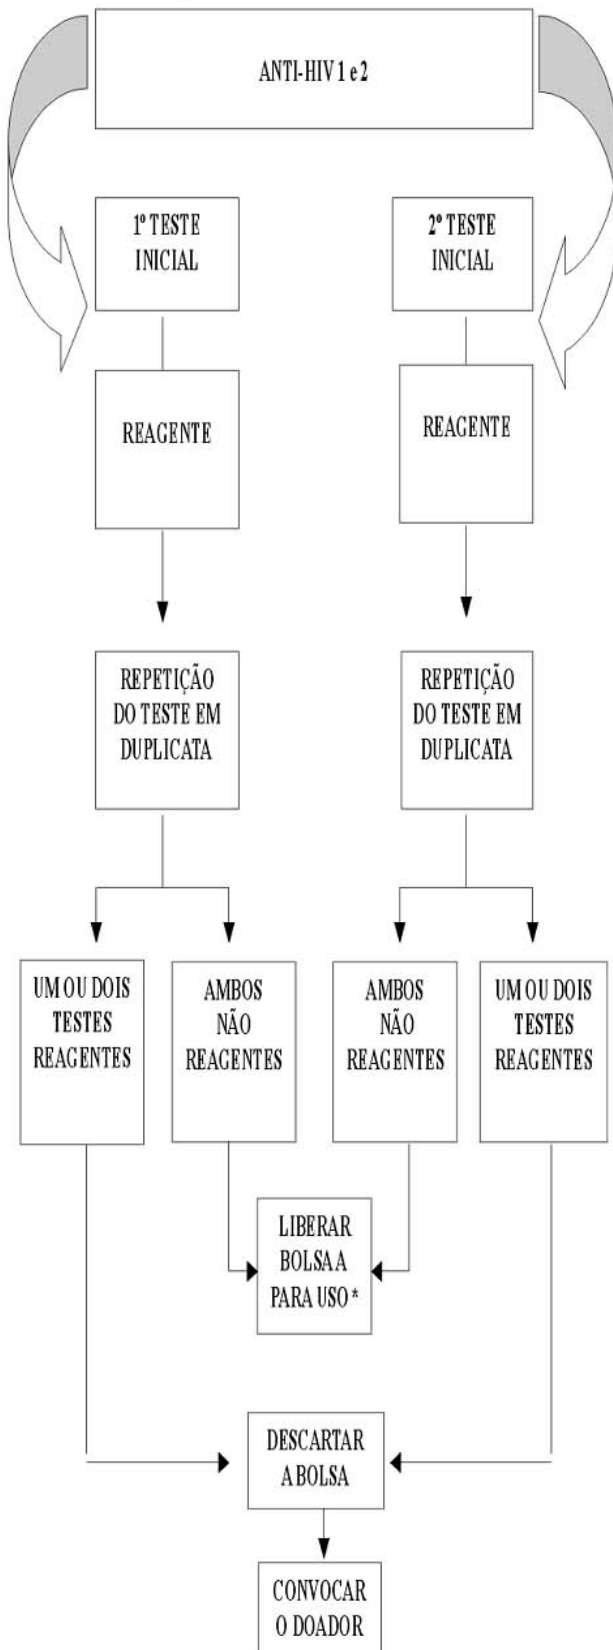 ANTI-HIV 1 e 2
1º TESTE
INICIAL
2º TESTE
INICIAL
REAGENTE
REAGENTE
REPETIÇÃO
DO TESTE EM
DUPLICATA
REPETIÇÃO
DO TESTE EM
DUPLICATA
UM OU DOIS
TESTES
REAGENTES
AMBOS
NÃO
REAGENTES
AMBOS
NÃO
REAGENTES
UM OU DOIS
TESTES
REAGENTES
LIBERAR
BOLSA A
PARA USO *
DESCARTAR
A BOLSA
CONVOCAR
O DOADOR